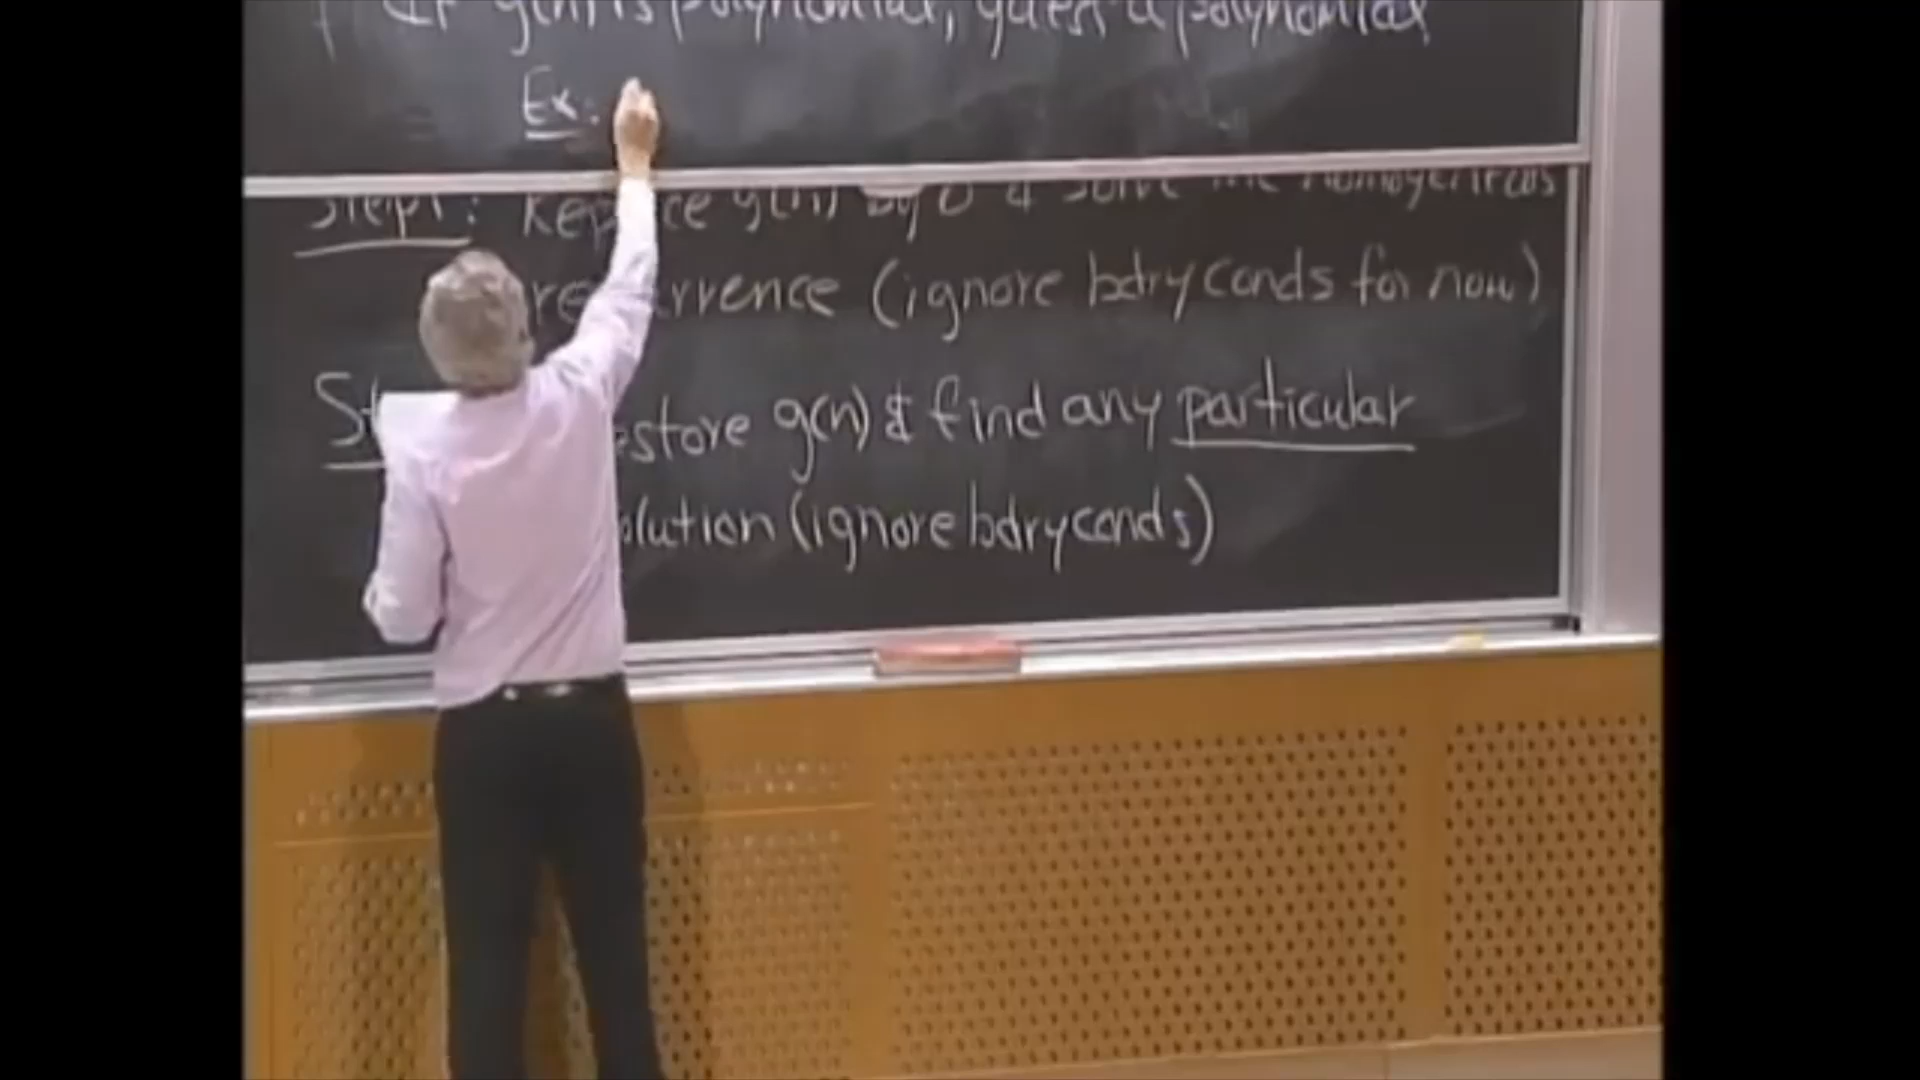 If g(n) is polynomial, guess a polynomial
Ex:
Step1: Replace g(n) by 0 & solve the homogeneous
recurrence (ignore bdry conds for now)
restore g(n) & find any particular
solution (ignore bdry conds)